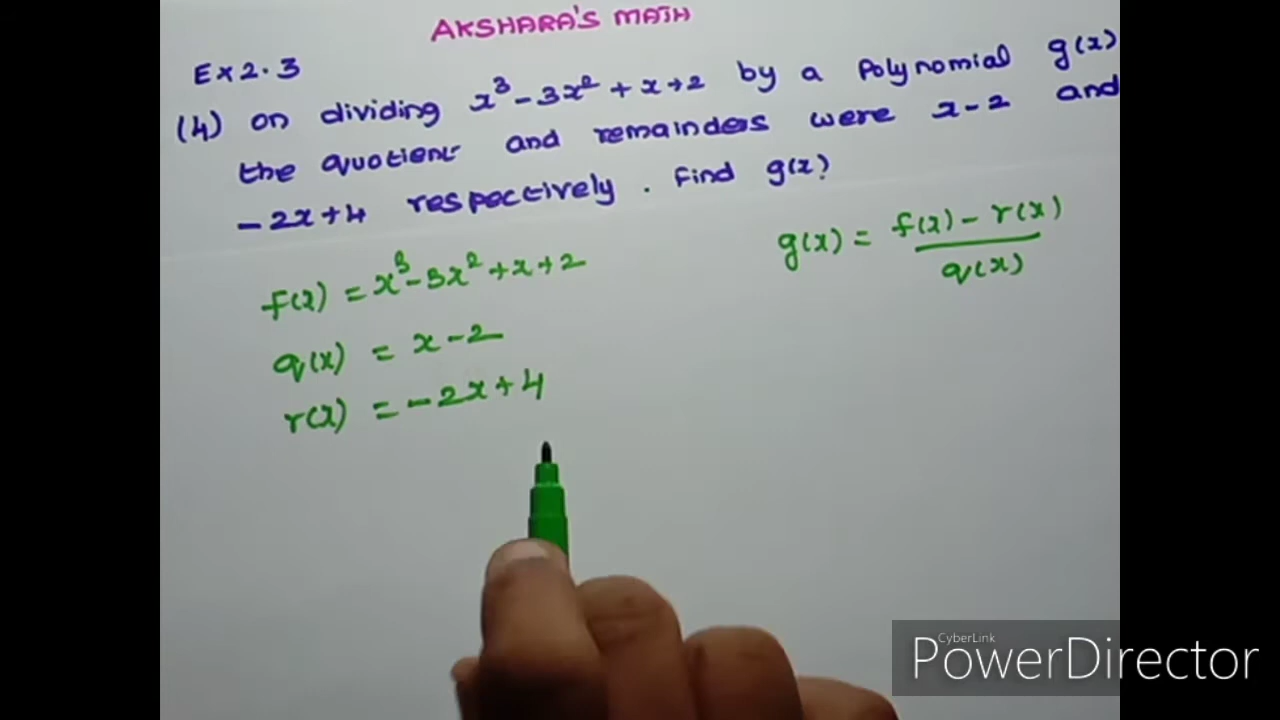 AKSHARA'S MATH
Ex 2.3
(4) on dividing x³-3x²+x+2 by a polynomial g(x)
the quotient and remainders were x-2 and
-2x+4 respectively. Find g(x)?
f(x) = x³-3x²+x+2
g(x) = f(x)-r(x) / q(x)
q(x) = x-2
r(x) = -2x+4
CyberLink
PowerDirector